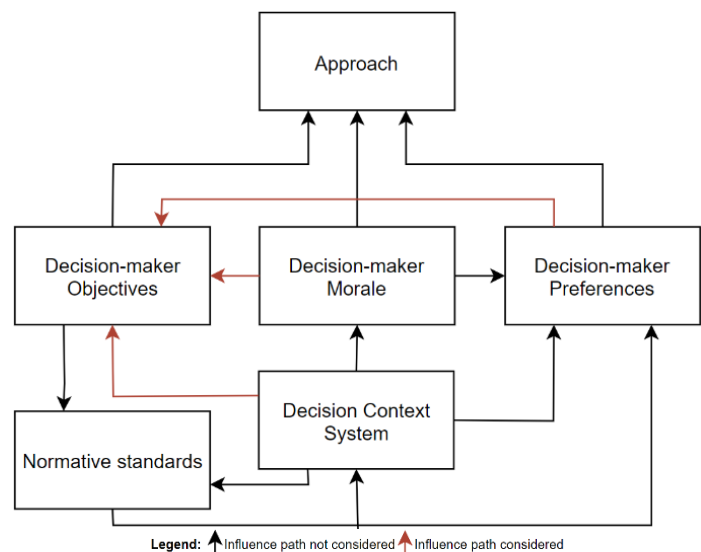 Approach
Decision-maker
Objectives
Decision-maker
Morale
Decision-maker
Preferences
Decision Context
System
Normative standards
Legend: Influence path not considered Influence path considered